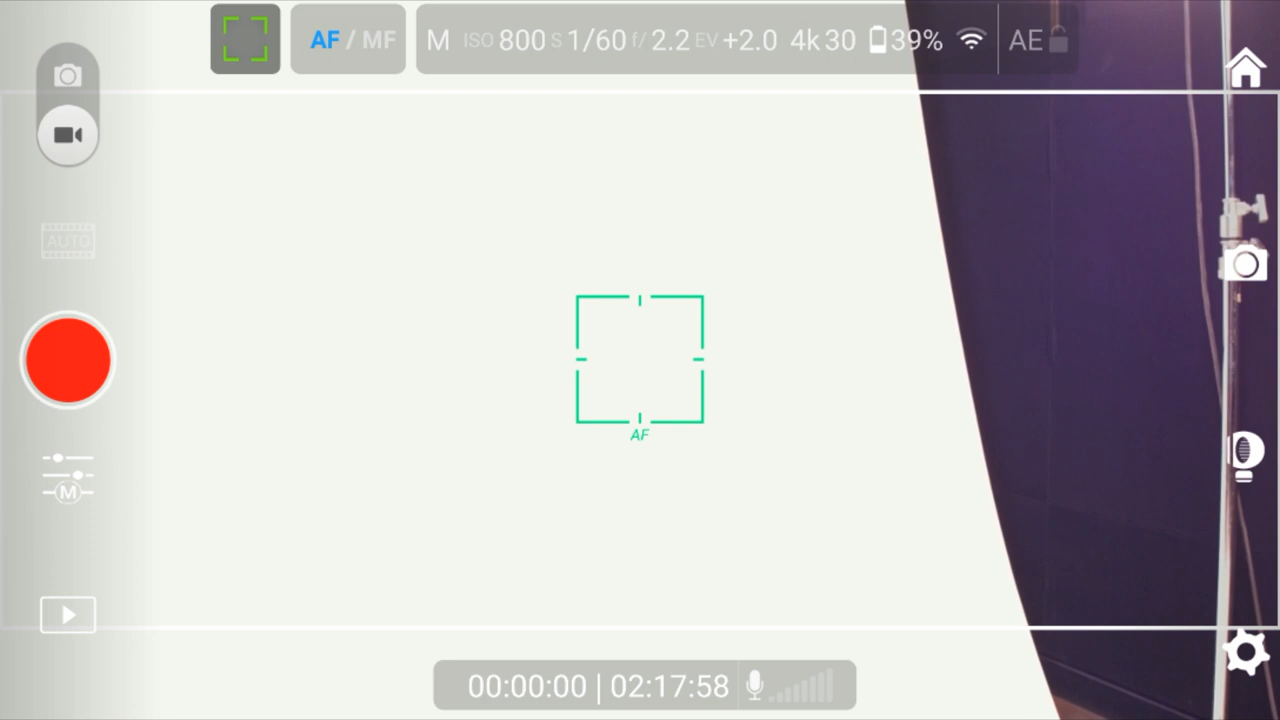 AF / MF
M ISO 800 S 1/60 f/ 2.2 EV +2.0 4k 30 39% AE
AUTO
AF
M
00:00:00 | 02:17:58